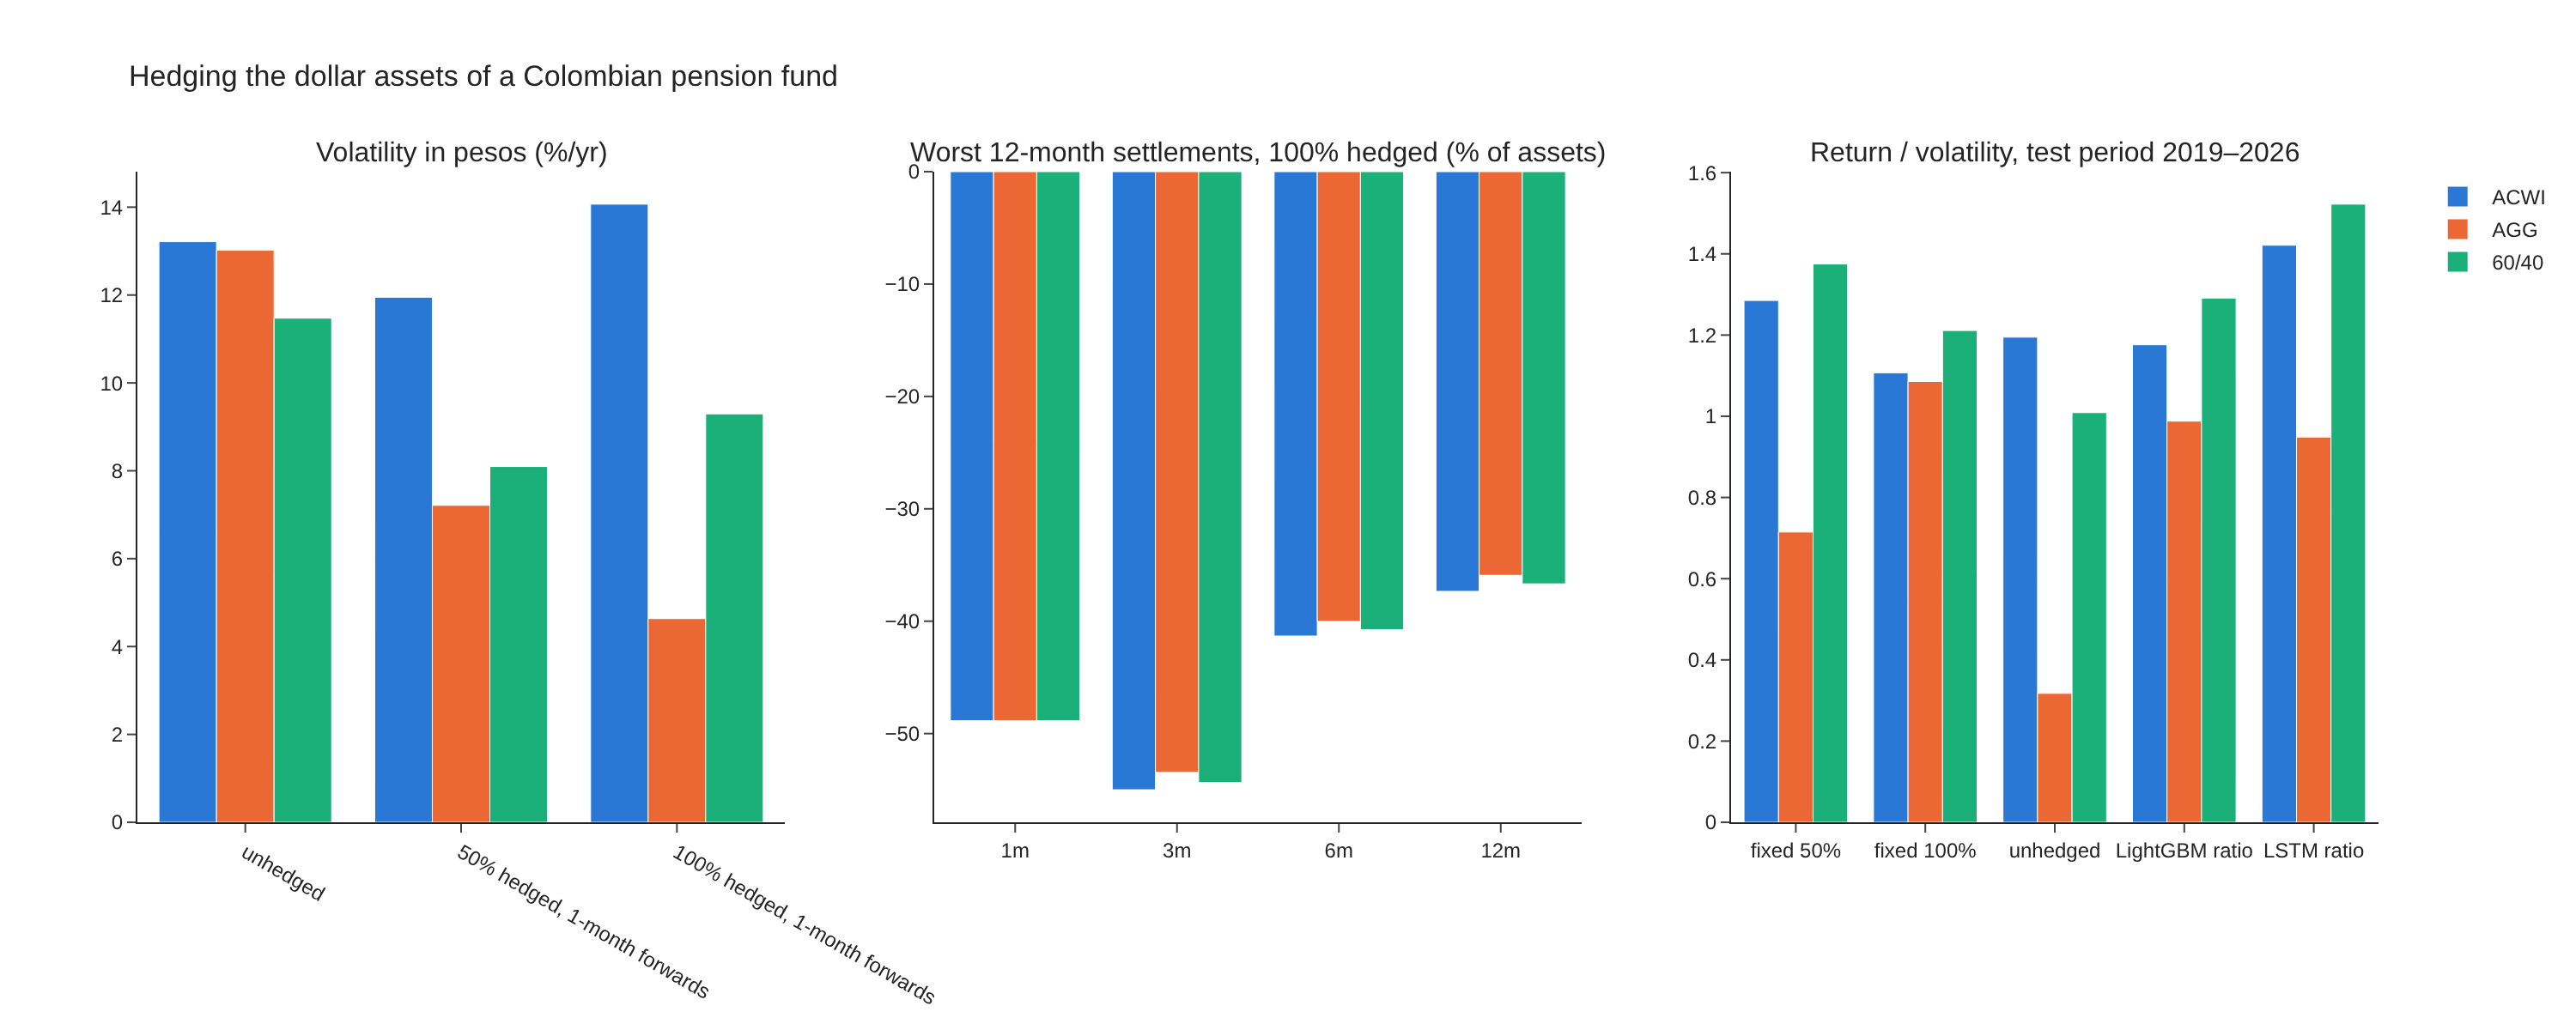 Hedging the dollar assets of a Colombian pension fund
Volatility in pesos (%/yr)
14
12
10
8
6
4
2
0
unhedged
50% hedged, 1-month forwards
100% hedged, 1-month forwards
Worst 12-month settlements, 100% hedged (% of assets)
0
−10
−20
−30
−40
−50
1m
3m
6m
12m
Return / volatility, test period 2019–2026
1.6
1.4
1.2
1
0.8
0.6
0.4
0.2
0
fixed 50%
fixed 100%
unhedged
LightGBM ratio
LSTM ratio
ACWI
AGG
60/40